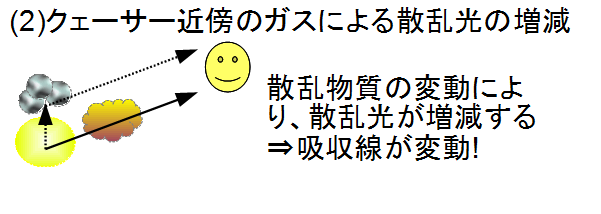 (2)クェーサー近傍のガスによる散乱光の増減
散乱物質の変動によ
り、散乱光が増減する
⇒吸収線が変動!